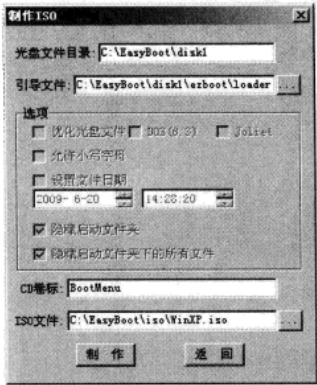 制作ISO
光盘文件目录: C:\EasyBoot\disk1
引导文件: C:\EasyBoot\disk1\ezboot\loader ...
选项
优化光盘文件 DOS(8.3) Joliet
允许小写字母
设置文件日期
2009- 6-20 14:28:20
隐藏启动文件夹
隐藏启动文件夹下的所有文件
CD卷标: BootMenu
ISO文件: C:\EasyBoot\iso\WinXP.iso ...
制 作 返 回